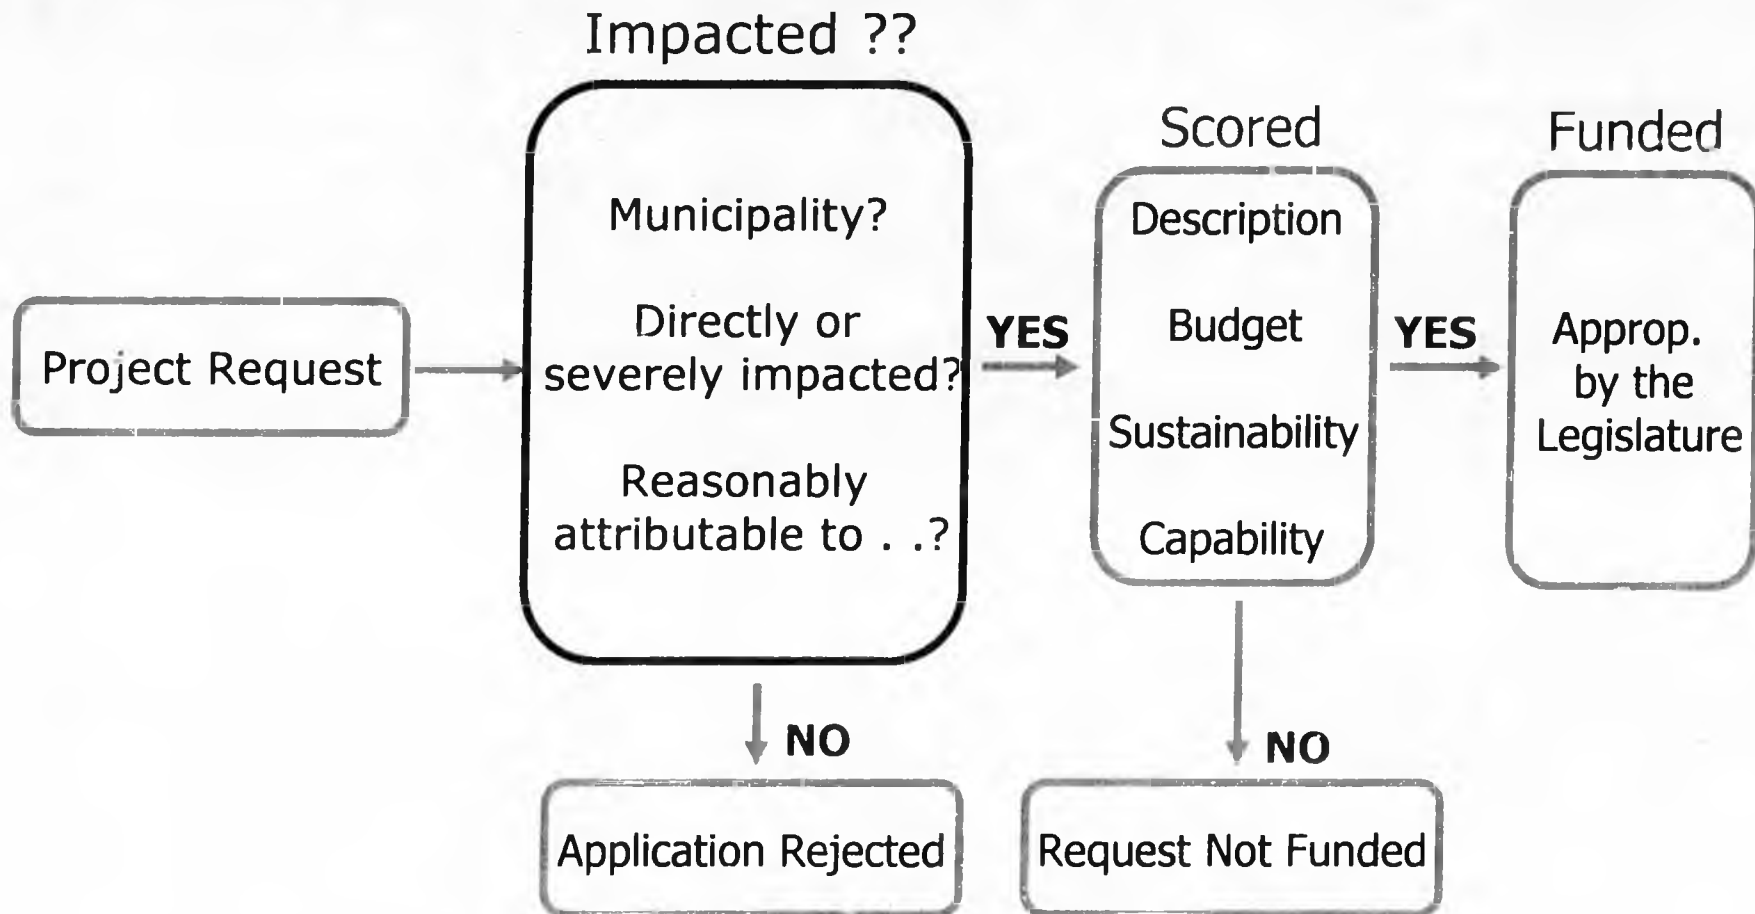 Impacted ??
Municipality?
Directly or
severely impacted?
Reasonably
attributable to . .?
Project Request
YES
NO
Application Rejected
Scored
Description
Budget
Sustainability
Capability
YES
NO
Request Not Funded
Funded
Approp.
by the
Legislature